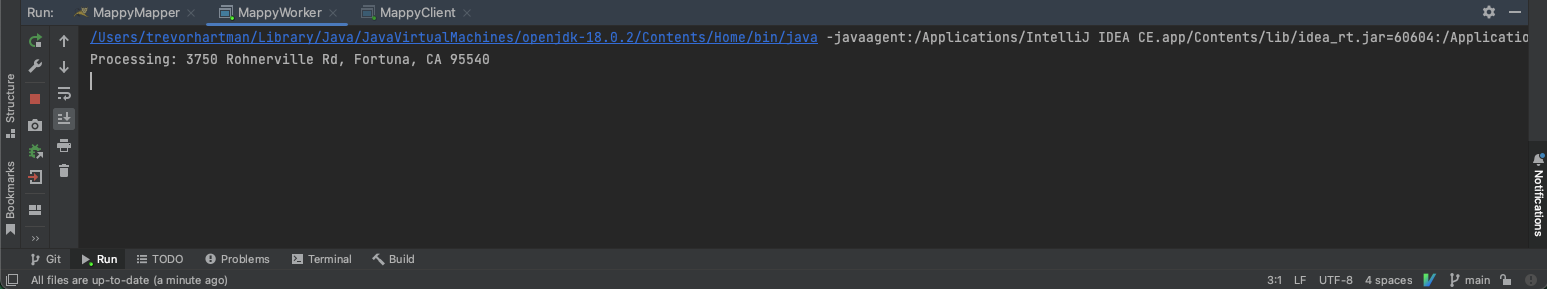 Run: MappyMapper MappyWorker MappyClient
/Users/trevorhartman/Library/Java/JavaVirtualMachines/openjdk-18.0.2/Contents/Home/bin/java -javaagent:/Applications/IntelliJ IDEA CE.app/Contents/lib/idea_rt.jar=60604:/Applicatio
Processing: 3750 Rohnerville Rd, Fortuna, CA 95540
Structure
Bookmarks
Notifications
Git Run TODO Problems Terminal Build
All files are up-to-date (a minute ago) 3:1 LF UTF-8 4 spaces main